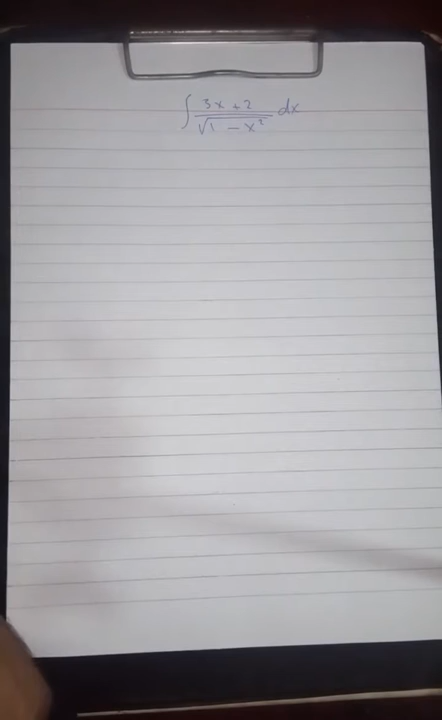 ∫ (3x + 2)/√(1 - x²) dx